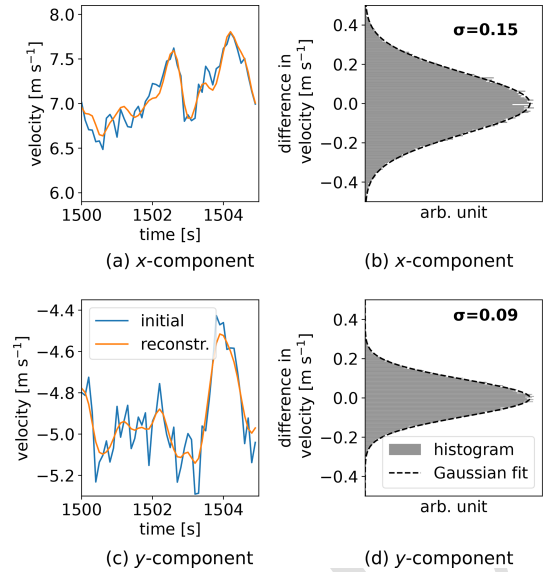 8.0
7.5
7.0
6.5
6.0
velocity [m s⁻¹]
1500
1502
1504
time [s]
(a) x-component
0.4
0.2
0.0
−0.2
−0.4
difference in
velocity [m s⁻¹]
σ=0.15
arb. unit
(b) x-component
−4.4
−4.6
−4.8
−5.0
−5.2
velocity [m s⁻¹]
initial
reconstr.
1500
1502
1504
time [s]
(c) y-component
0.4
0.2
0.0
−0.2
−0.4
difference in
velocity [m s⁻¹]
σ=0.09
histogram
Gaussian fit
arb. unit
(d) y-component